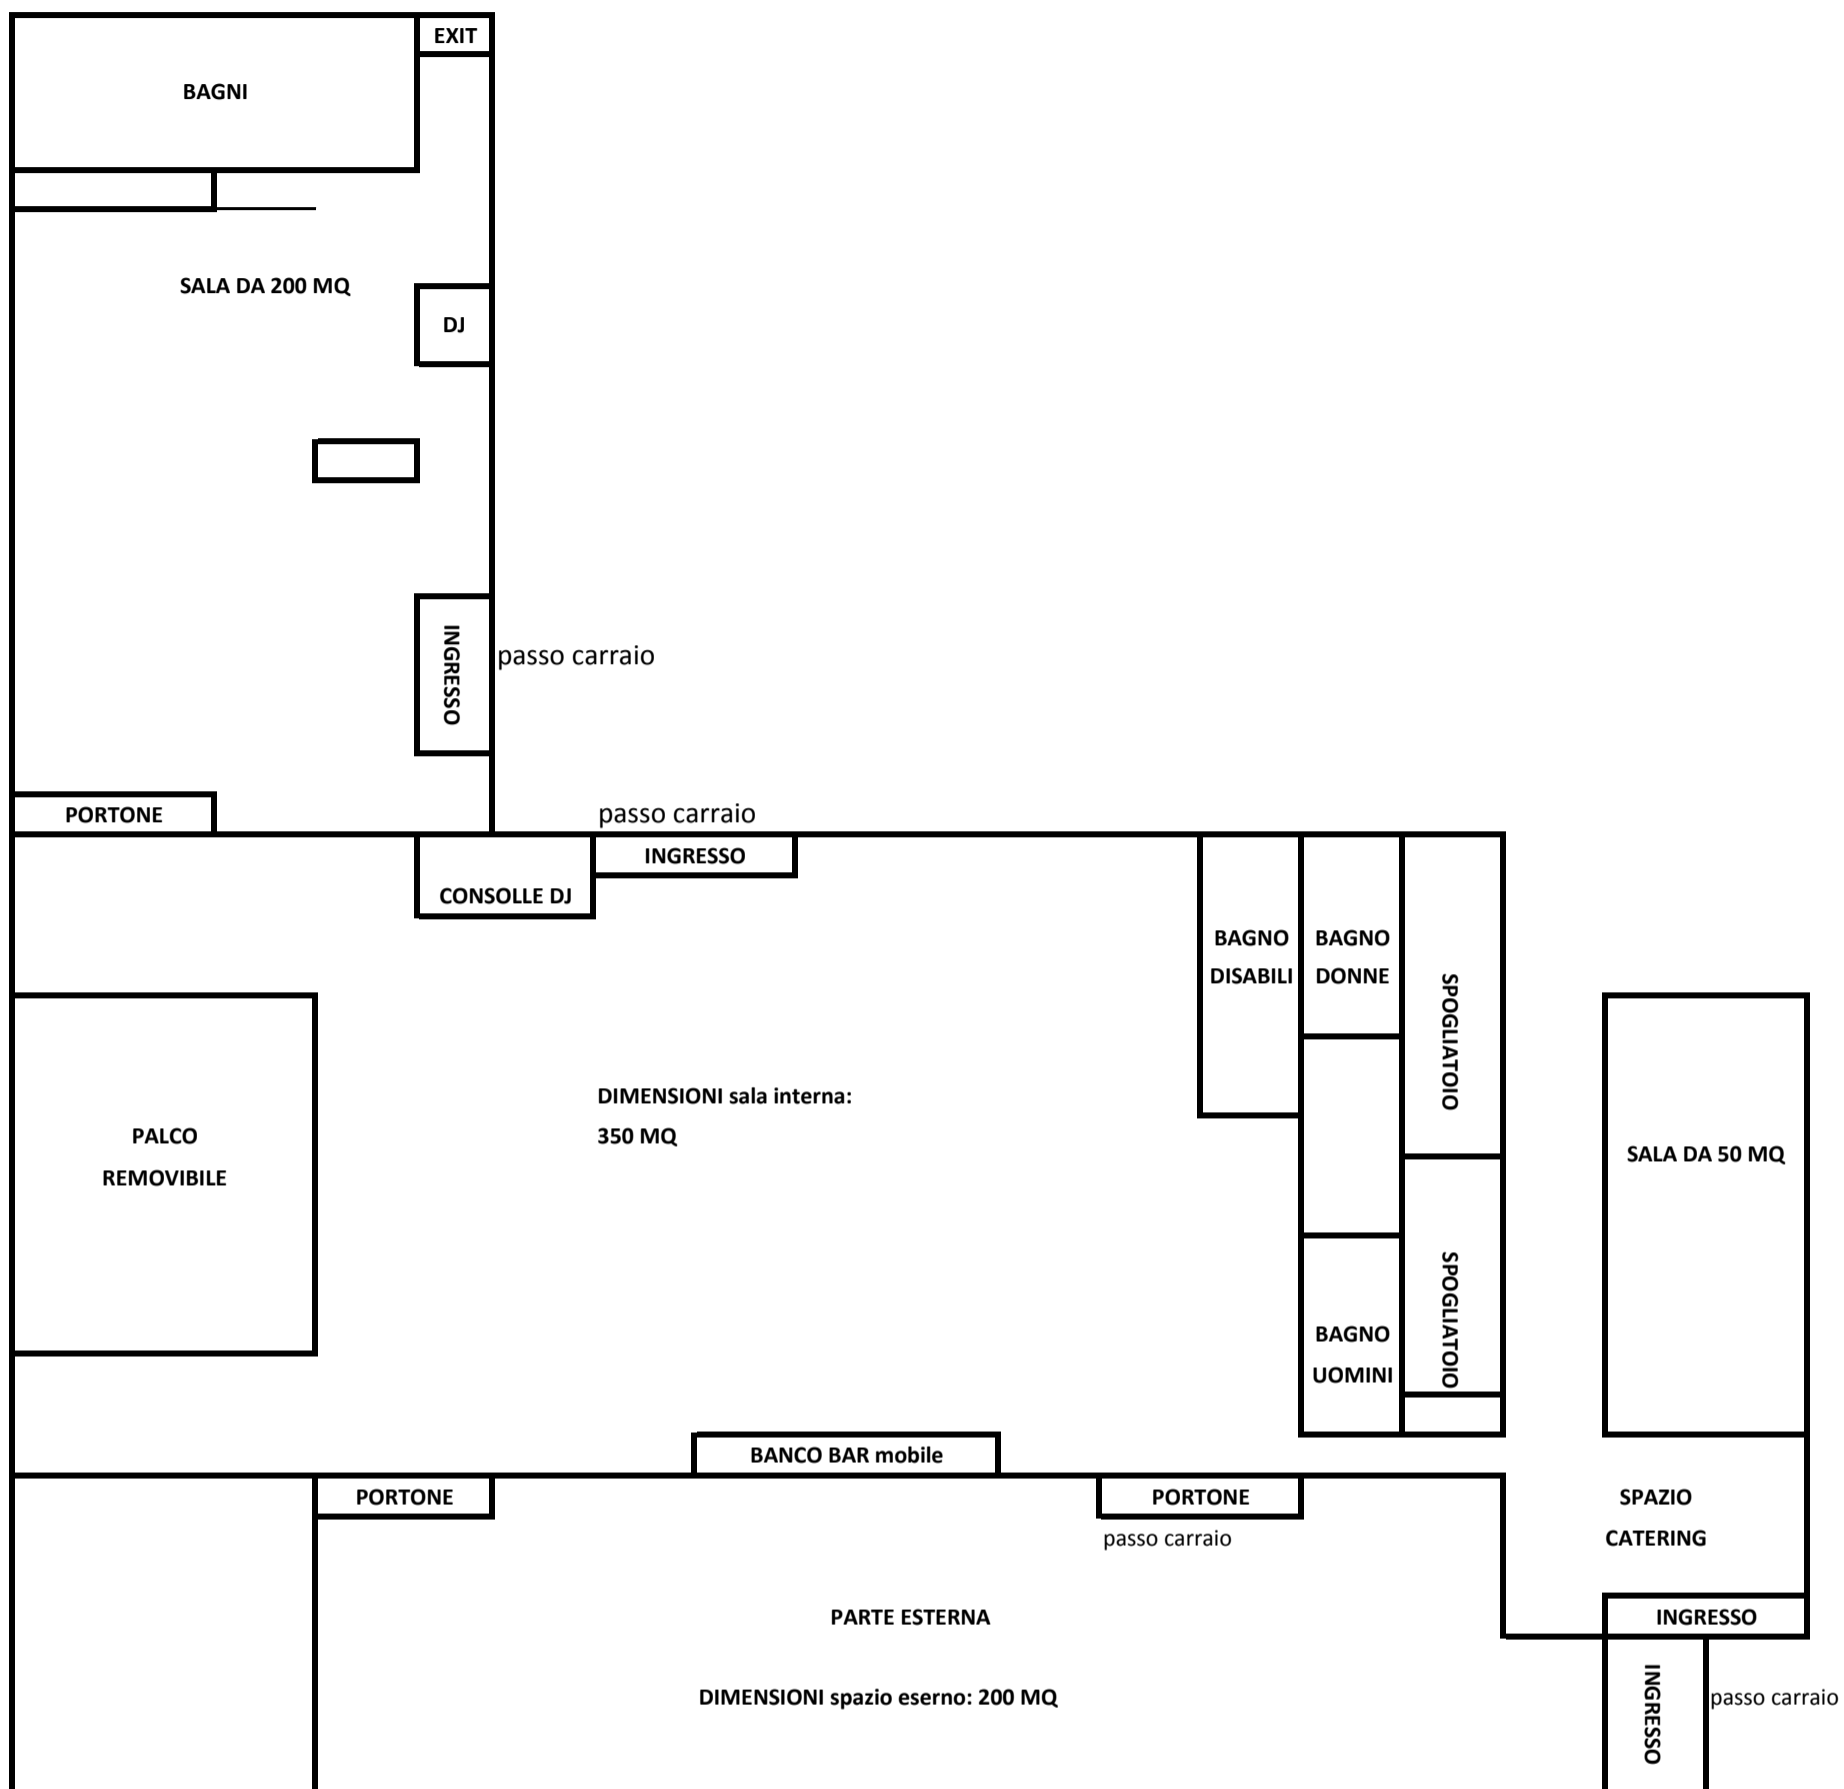 EXIT
BAGNI
SALA DA 200 MQ
DJ
INGRESSO
passo carraio
PORTONE
passo carraio
INGRESSO
CONSOLLE DJ
BAGNO
DISABILI
BAGNO
DONNE
SPOGLIATOIO
DIMENSIONI sala interna:
350 MQ
PALCO
REMOVIBILE
SALA DA 50 MQ
SPOGLIATOIO
BAGNO
UOMINI
BANCO BAR mobile
PORTONE
PORTONE
passo carraio
SPAZIO
CATERING
PARTE ESTERNA
INGRESSO
DIMENSIONI spazio eserno: 200 MQ
INGRESSO
passo carraio